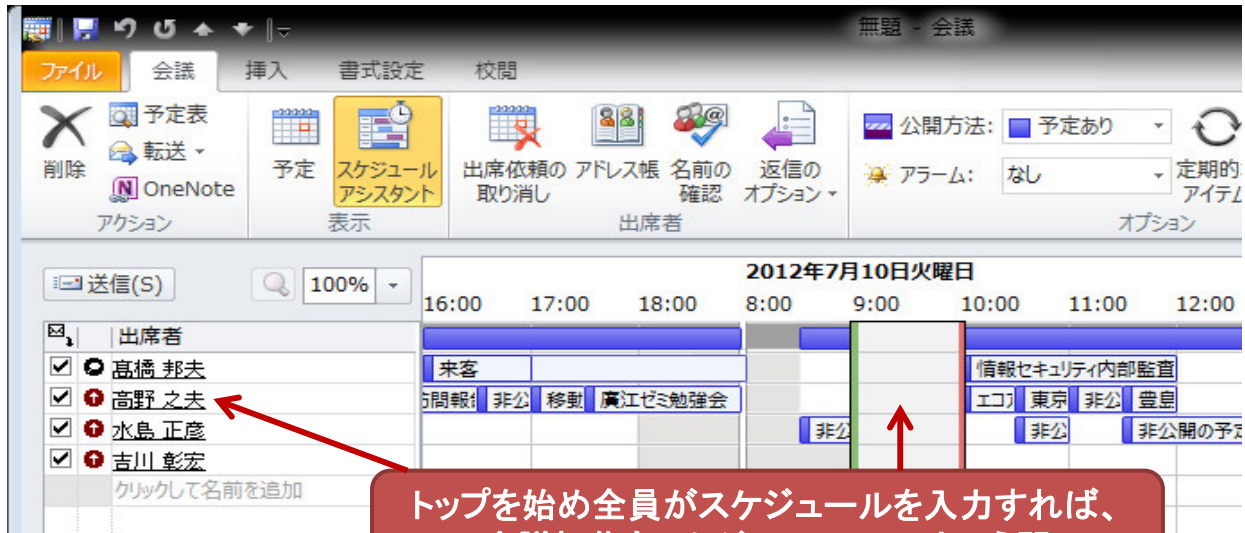 無題 - 会議
ファイル 会議 挿入 書式設定 校閲
削除
予定表
転送
OneNote
アクション
予定
スケジュール
アシスタント
表示
出席依頼の
取り消し
アドレス帳
名前の
確認
返信の
オプション
出席者
公開方法: 予定あり
アラーム: なし
定期的な
アイテム
オプション
送信(S)
100%
2012年7月10日火曜日
16:00 17:00 18:00 8:00 9:00 10:00 11:00 12:00
出席者
髙橋 邦夫
来客
情報セキュリティ内部監査
高野 之夫
非公 移動 廣江ゼミ勉強会
東京 非公 豊島
水島 正彦
非公 非公 非公開の予定
吉川 彰宏
クリックして名前を追加
トップを始め全員がスケジュールを入力すれば、